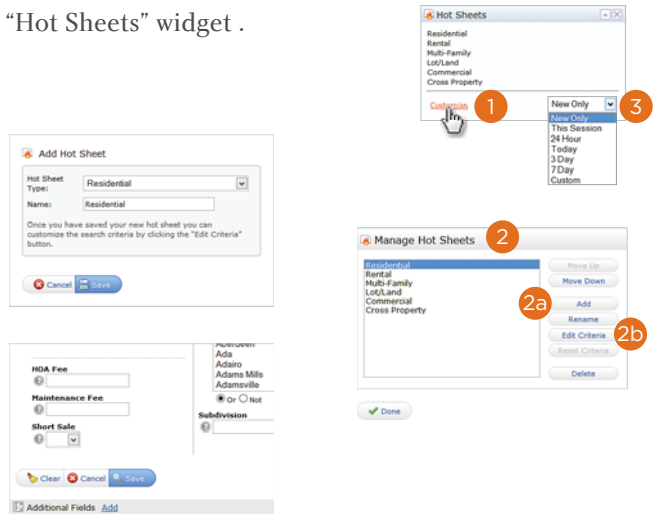 "Hot Sheets" widget .
Hot Sheets
Residential
Rental
Multi-Family
Lot/Land
Commercial
Cross Property
Customize
1
New Only
3
New Only
This Session
24 Hour
Today
3 Day
7 Day
Custom
Add Hot Sheet
Hot Sheet
Type:
Residential
Name:
Residential
Once you have saved your new hot sheet you can
customize the search criteria by clicking the "Edit Criteria"
button.
Cancel Save
Manage Hot Sheets
2
Residential
Rental
Multi-Family
Lot/Land
Commercial
Cross Property
Move Up
Move Down
2a
Add
Rename
Edit Criteria
2b
Reset Criteria
Delete
Done
HOA Fee
Maintenance Fee
Short Sale
Aberdeen
Ada
Adairo
Adams Mills
Adamsville
Or Not
Subdivision
Clear Cancel Save
Additional Fields Add